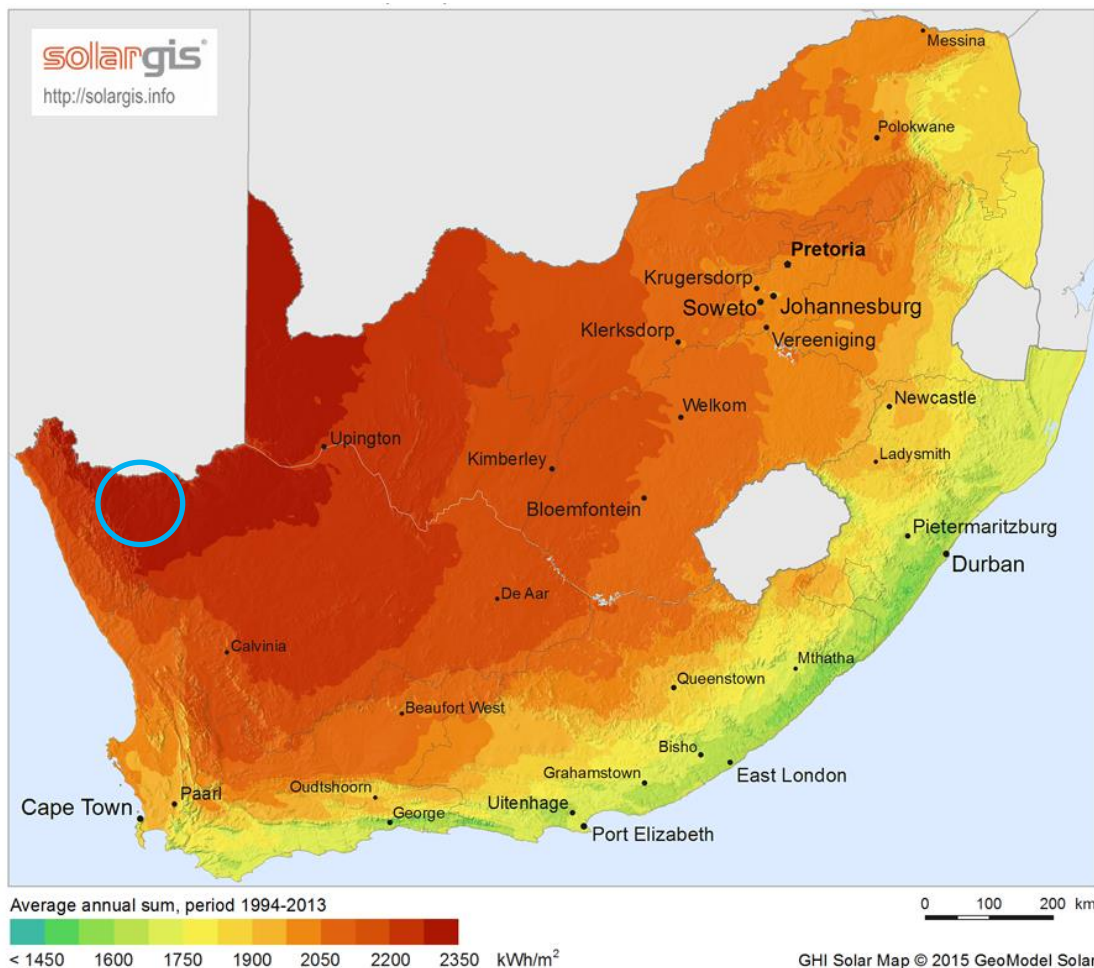 solargis®
http://solargis.info
Messina
Polokwane
Pretoria
Krugersdorp
Soweto
Johannesburg
Klerksdorp
Vereeniging
Welkom
Newcastle
Upington
Kimberley
Ladysmith
Bloemfontein
Pietermaritzburg
Durban
De Aar
Calvinia
Mthatha
Queenstown
Beaufort West
Bisho
East London
Grahamstown
Oudtshoorn
Paarl
Uitenhage
Cape Town
George
Port Elizabeth
Average annual sum, period 1994-2013
0 100 200 km
< 1450 1600 1750 1900 2050 2200 2350 kWh/m²
GHI Solar Map © 2015 GeoModel Solar